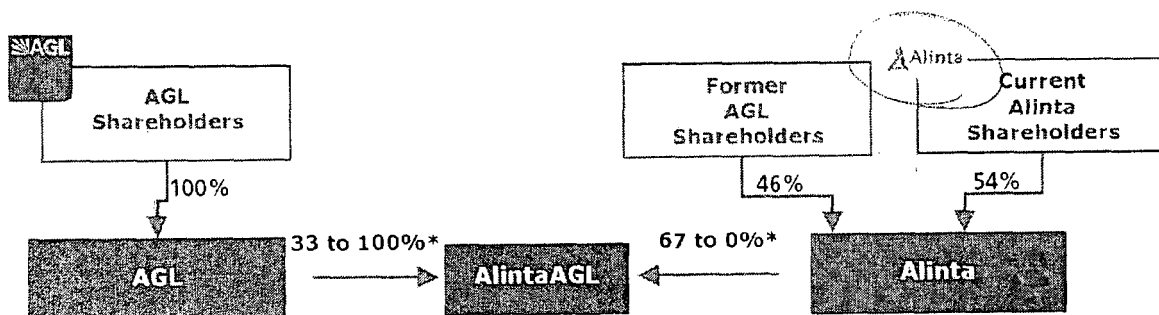 AGL
AGL
Shareholders
Alinta
Former
AGL
Shareholders
Current
Alinta
Shareholders
100%
46%
54%
33 to 100%*
67 to 0%*
AGL
AlintaAGL
Alinta